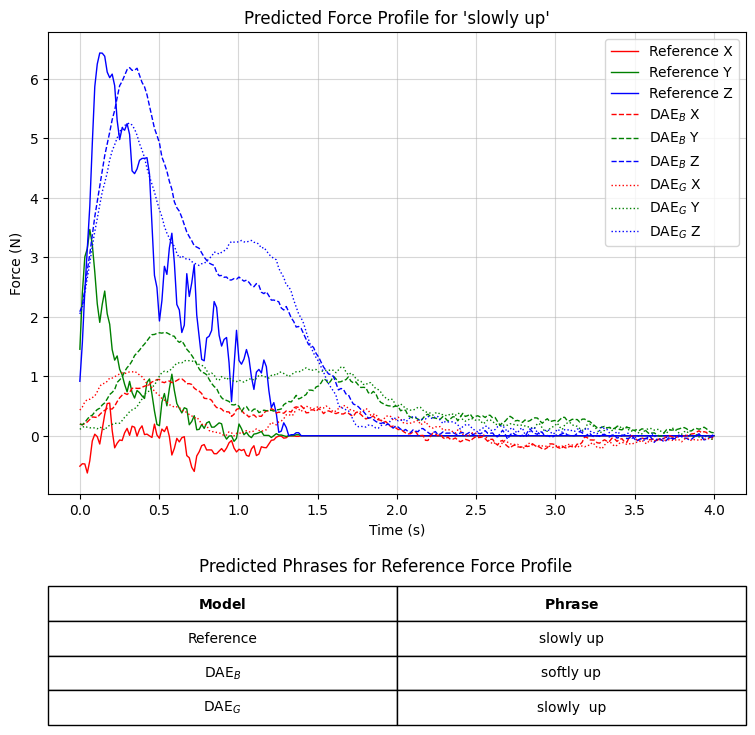 Predicted Force Profile for 'slowly up'
Force (N)
6
5
4
3
2
1
0
Reference X
Reference Y
Reference Z
DAE_B X
DAE_B Y
DAE_B Z
DAE_G X
DAE_G Y
DAE_G Z
0.0 0.5 1.0 1.5 2.0 2.5 3.0 3.5 4.0
Time (s)
Predicted Phrases for Reference Force Profile
Model Phrase
Reference slowly up
DAE_B softly up
DAE_G slowly  up